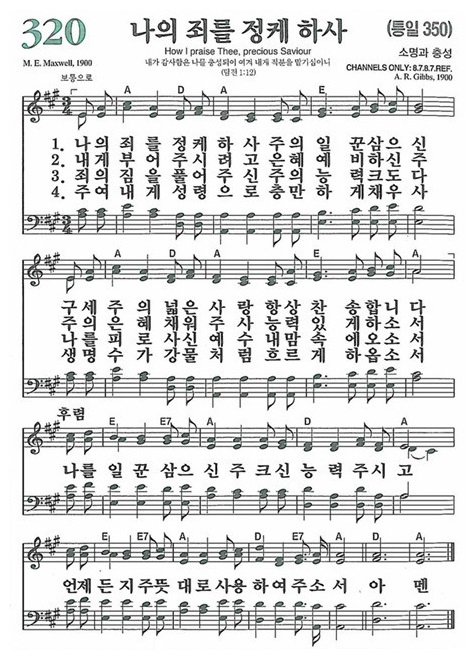 320
나의 죄를 정케 하사
(통일 350)
How I praise Thee, precious Saviour
소명과 충성
내가 감사함은 나를 충성되이 여겨 내게 직분을 맡기심이니
M. E. Maxwell, 1900
CHANNELS ONLY: 8.7.8.7.REF.
(딤전 1:12)
A. R. Gibbs, 1900
보통으로
A D A E A
1. 나의 죄 를 정케 하 사 주의 일 꾼삼으 신
2. 내게 부 어 주시 려 고 은혜 예 비하신 주
3. 죄의 짐 을 풀어 주 신 주의 능 력크도 다
4. 주여 내 게 성령 으 로 충만 하 게채우 사
A D A E A
구 세 주 의 넓은 사 랑 항상 찬 송합니 다
주의 은 혜 채워 주 사 능력 있 게하소 서
나를 피 로 사신 예 수 내맘 속 에오소 서
생명 수 가 강물 처 럼 흐르 게 하옵소 서
후렴
E E7 A D A E
나를 일 꾼 삼으 신 주 크신 능 력 주시 고
E E7 A D A E7 A D A
언제 든 지 주뜻 대 로 사용 하 여주 소 서 아 멘